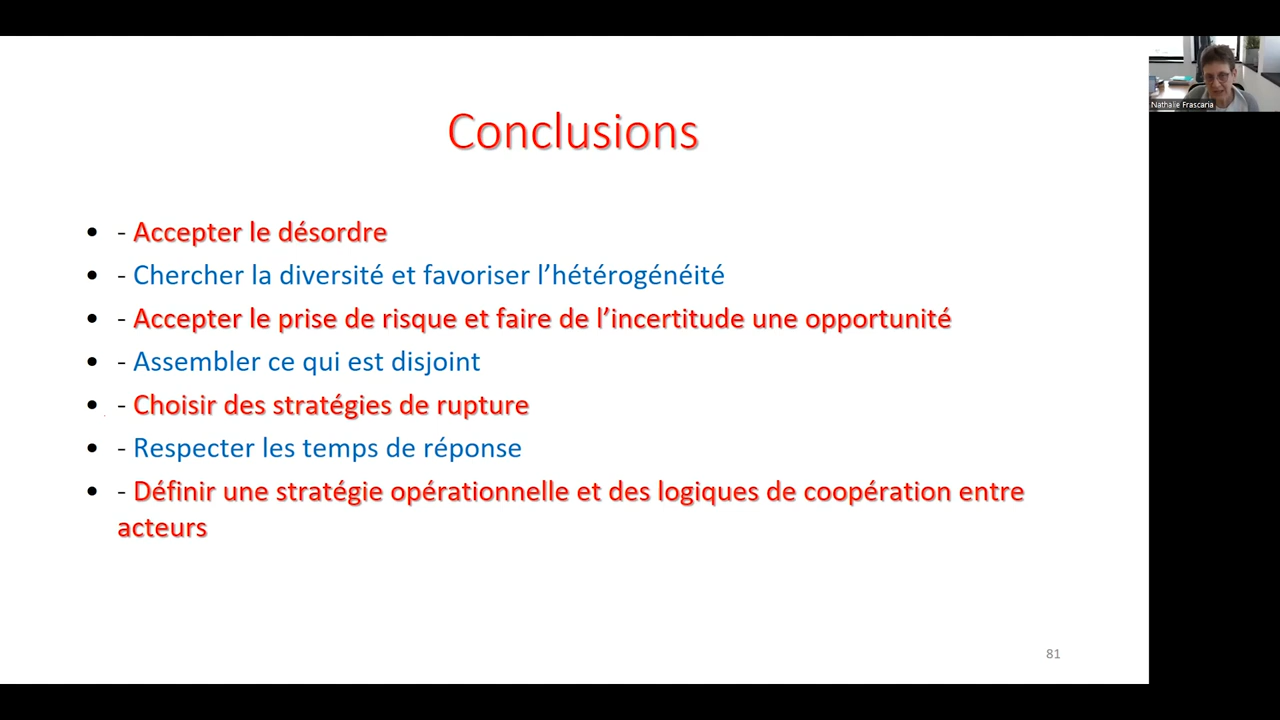 Conclusions
• - Accepter le désordre
• - Chercher la diversité et favoriser l’hétérogénéité
• - Accepter le prise de risque et faire de l’incertitude une opportunité
• - Assembler ce qui est disjoint
• - Choisir des stratégies de rupture
• - Respecter les temps de réponse
• - Définir une stratégie opérationnelle et des logiques de coopération entre
acteurs
81
Nathalie Frascaria